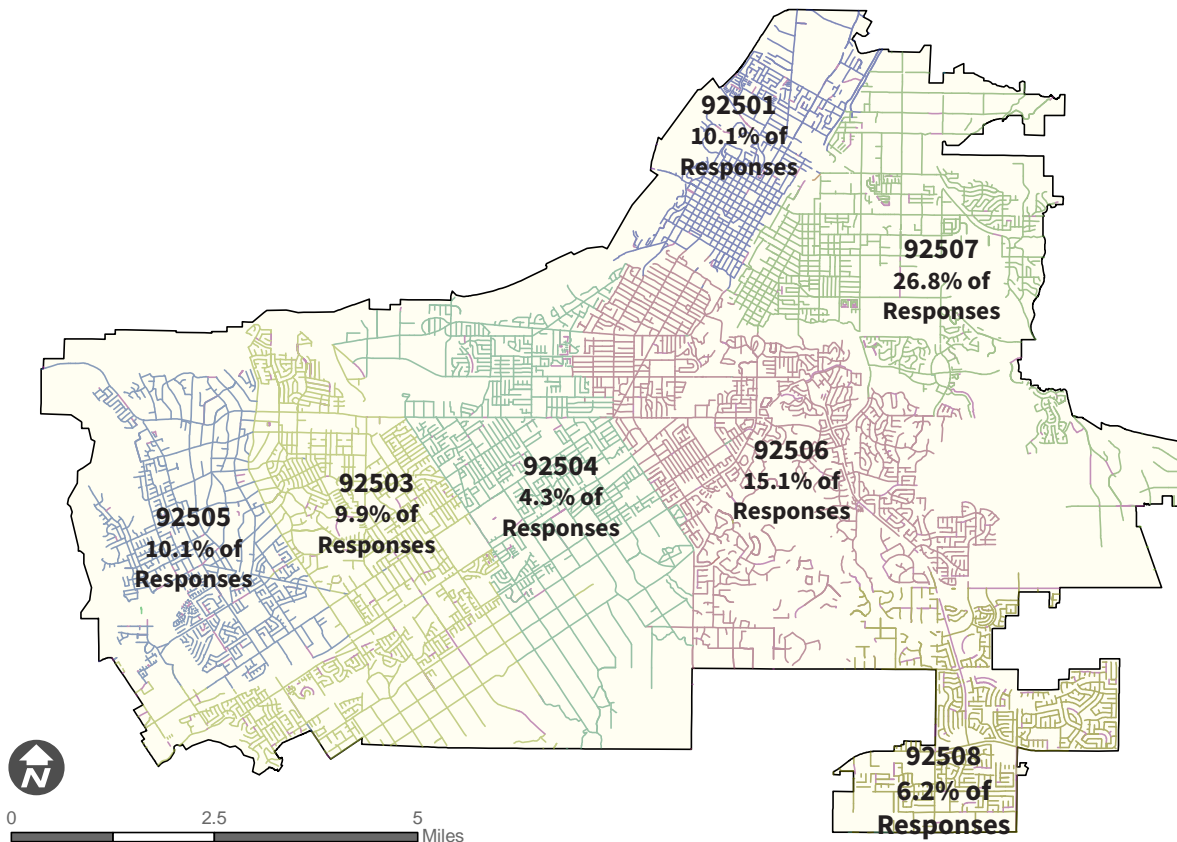 92501
10.1% of
Responses
92507
26.8% of
Responses
92506
15.1% of
Responses
92504
4.3% of
Responses
92503
9.9% of
Responses
92505
10.1% of
Responses
92508
6.2% of
Responses
N
0 2.5 5
Miles